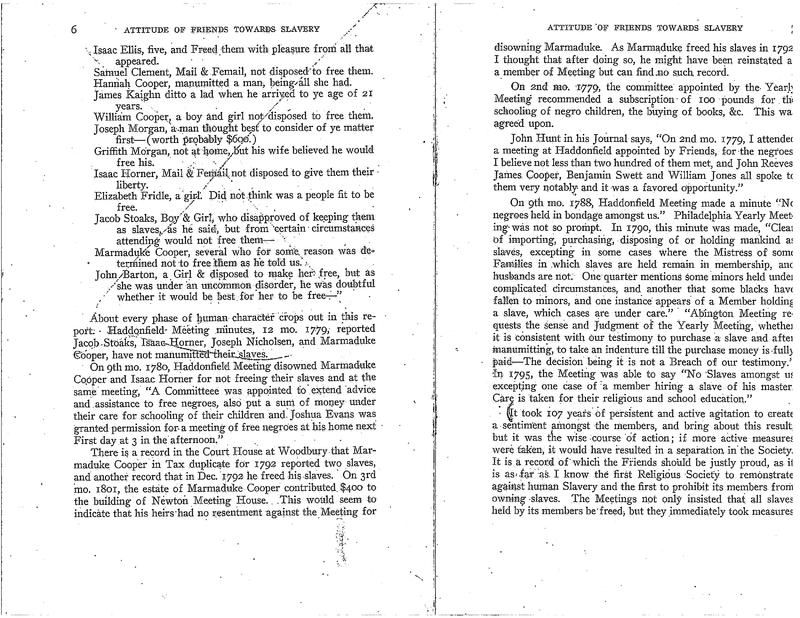 6 ATTITUDE OF FRIENDS TOWARDS SLAVERY
Isaac Ellis, five, and Freed them with pleasure from all that
appeared.
Samuel Clement, Mail & Femail, not disposed to free them.
Hannah Cooper, manumitted a man, being all she had.
James Kaighn ditto a lad when he arrived to ye age of 21
years.
William Cooper, a boy and girl not disposed to free them.
Joseph Morgan, a man thought best to consider of ye matter
first—(worth probably $600.)
Griffith Morgan, not at home, but his wife believed he would
free his.
Isaac Horner, Mail & Femail not disposed to give them their
liberty.
Elizabeth Fridle, a girl. Did not think was a people fit to be
free.
Jacob Stoaks, Boy & Girl, who disapproved of keeping them
as slaves, as he said, but from certain circumstances
attending would not free them—
Marmaduke Cooper, several who for some reason was de-
termined not to free them as he told us.
John Barton, a Girl & disposed to make her free, but as
she was under an uncommon disorder, he was doubtful
whether it would be best for her to be free—"
About every phase of human character crops out in this re-
port. Haddonfield Meeting minutes, 12 mo. 1779, reported
Jacob Stoaks, Isaac Horner, Joseph Nicholsen, and Marmaduke
Cooper, have not manumitted their slaves.
On 9th mo. 1780, Haddonfield Meeting disowned Marmaduke
Cooper and Isaac Horner for not freeing their slaves and at the
same meeting, "A Committeee was appointed to extend advice
and assistance to free negroes, also put a sum of money under
their care for schooling of their children and Joshua Evans was
granted permission for a meeting of free negroes at his home next
First day at 3 in the afternoon."
There is a record in the Court House at Woodbury that Mar-
maduke Cooper in Tax duplicate for 1792 reported two slaves,
and another record that in Dec. 1792 he freed his slaves. On 3rd
mo. 1801, the estate of Marmaduke Cooper contributed $400 to
the building of Newton Meeting House. This would seem to
indicate that his heirs had no resentment against the Meeting for
ATTITUDE OF FRIENDS TOWARDS SLAVERY
disowning Marmaduke. As Marmaduke freed his slaves in 1792
I thought that after doing so, he might have been reinstated a
a member of Meeting but can find no such record.
On 2nd mo. 1779, the committee appointed by the Yearly
Meeting recommended a subscription of 100 pounds for the
schooling of negro children, the buying of books, &c. This wa
agreed upon.
John Hunt in his Journal says, "On 2nd mo. 1779, I attende
a meeting at Haddonfield appointed by Friends, for the negroes
I believe not less than two hundred of them met, and John Reeves
James Cooper, Benjamin Swett and William Jones all spoke to
them very notably and it was a favored opportunity."
On 9th mo. 1788, Haddonfield Meeting made a minute "No
negroes held in bondage amongst us." Philadelphia Yearly Meet-
ing was not so prompt. In 1790, this minute was made, "Clear
of importing, purchasing, disposing of or holding mankind as
slaves, excepting in some cases where the Mistress of some
Families in which slaves are held remain in membership, and
husbands are not. One quarter mentions some minors held under
complicated circumstances, and another that some blacks have
fallen to minors, and one instance appears of a Member holding
a slave, which cases are under care." "Abington Meeting re-
quests the sense and Judgment of the Yearly Meeting, whether
it is consistent with our testimony to purchase a slave and after
manumitting, to take an indenture till the purchase money is fully
paid—The decision being it is not a Breach of our testimony."
In 1795, the Meeting was able to say "No Slaves amongst us
excepting one case of a member hiring a slave of his master.
Care is taken for their religious and school education."
It took 107 years of persistent and active agitation to create
a sentiment amongst the members, and bring about this result,
but it was the wise course of action; if more active measures
were taken, it would have resulted in a separation in the Society.
It is a record of which the Friends should be justly proud, as it
is as far as I know the first Religious Society to remonstrate
against human Slavery and the first to prohibit its members from
owning slaves. The Meetings not only insisted that all slaves
held by its members be freed, but they immediately took measures